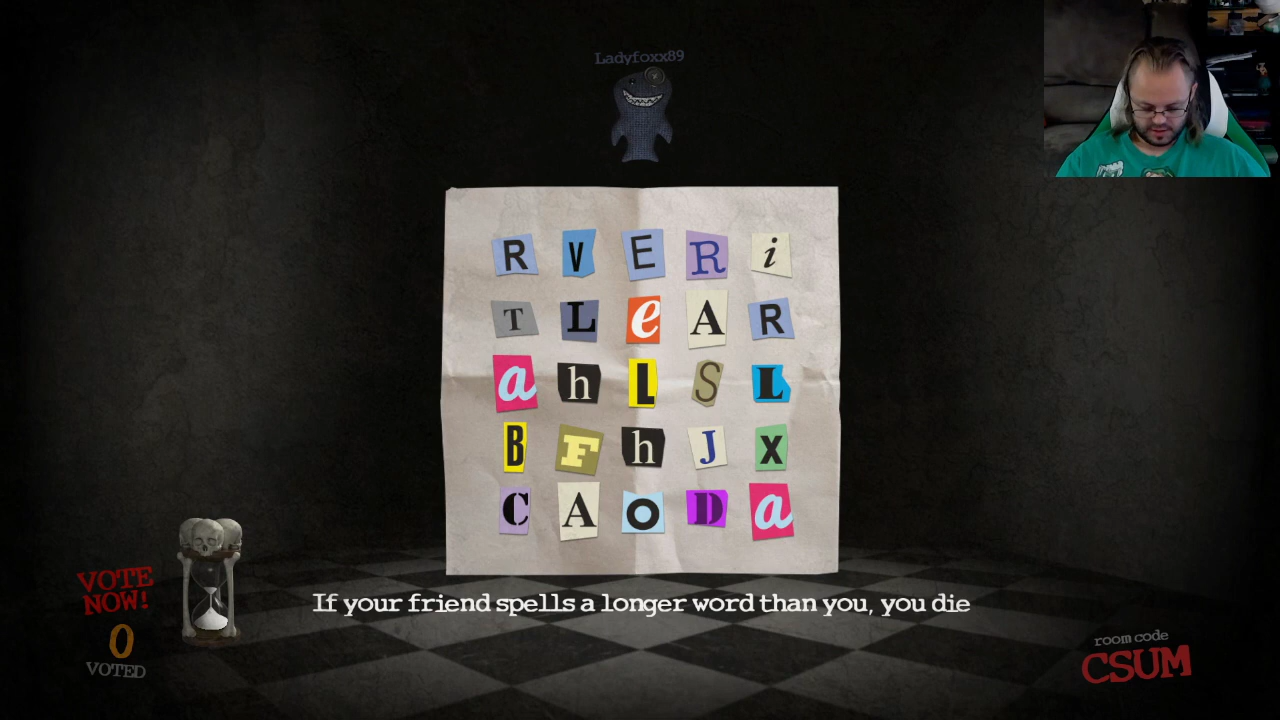 Ladyfoxx89
R V E R i
T L e A R
a h L S L
B F h J X
C A O D a
VOTE
NOW!
0
VOTED
If your friend spells a longer word than you, you die
room code
CSUM